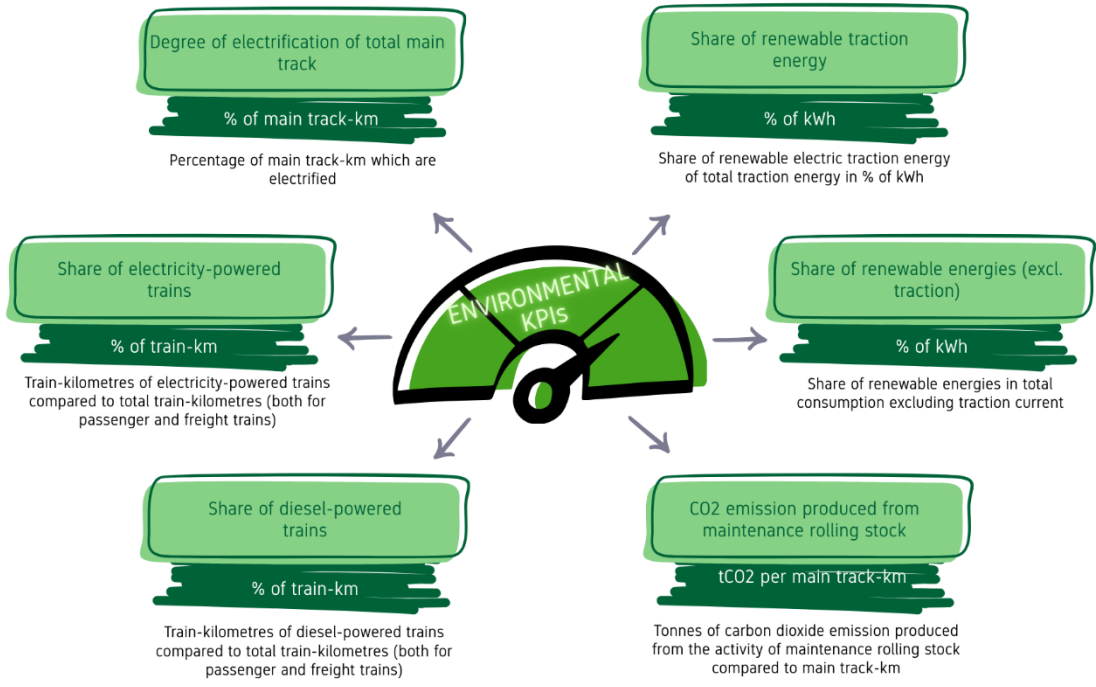 Degree of electrification of total main
track
% of main track-km
Percentage of main track-km which are
electrified
Share of renewable traction
energy
% of kWh
Share of renewable electric traction energy
of total traction energy in % of kWh
Share of electricity-powered
trains
% of train-km
Train-kilometres of electricity-powered trains
compared to total train-kilometres (both for
passenger and freight trains)
ENVIRONMENTAL
KPIs
Share of renewable energies (excl.
traction)
% of kWh
Share of renewable energies in total
consumption excluding traction current
Share of diesel-powered
trains
% of train-km
Train-kilometres of diesel-powered trains
compared to total train-kilometres (both for
passenger and freight trains)
CO2 emission produced from
maintenance rolling stock
tCO2 per main track-km
Tonnes of carbon dioxide emission produced
from the activity of maintenance rolling stock
compared to main track-km